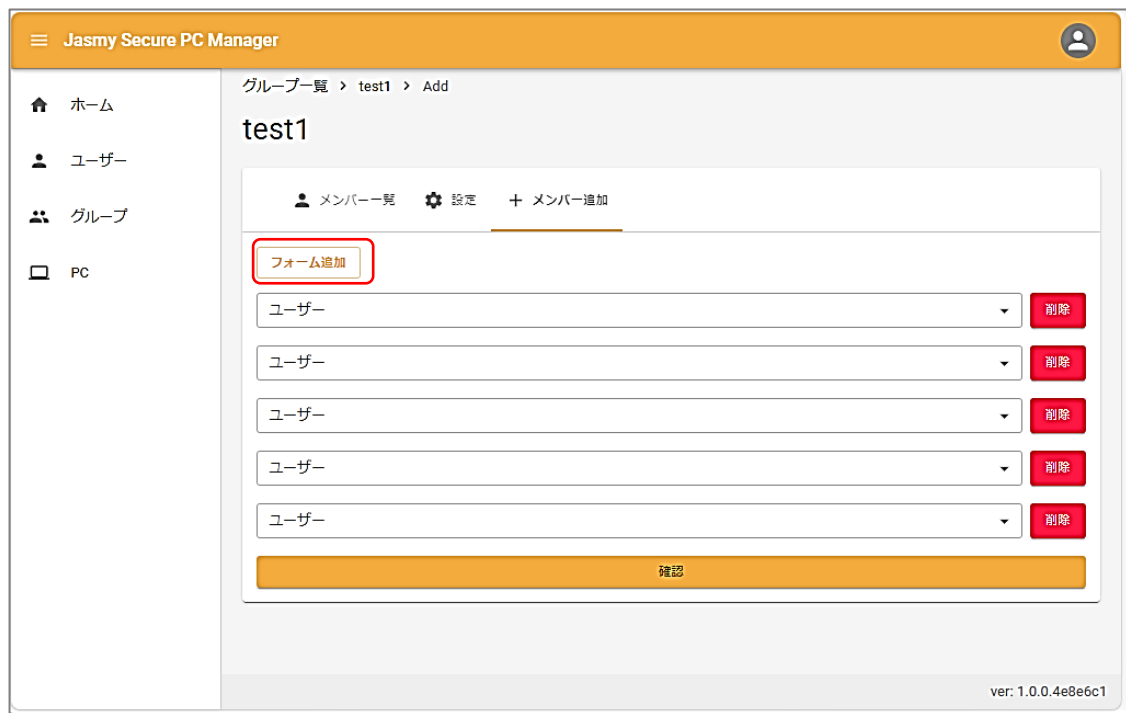 Jasmy Secure PC Manager
ホーム
ユーザー
グループ
PC
グループ一覧 > test1 > Add
test1
メンバー一覧 設定 メンバー追加
フォーム追加
ユーザー 削除
ユーザー 削除
ユーザー 削除
ユーザー 削除
ユーザー 削除
確認
ver: 1.0.0.4e8e6c1